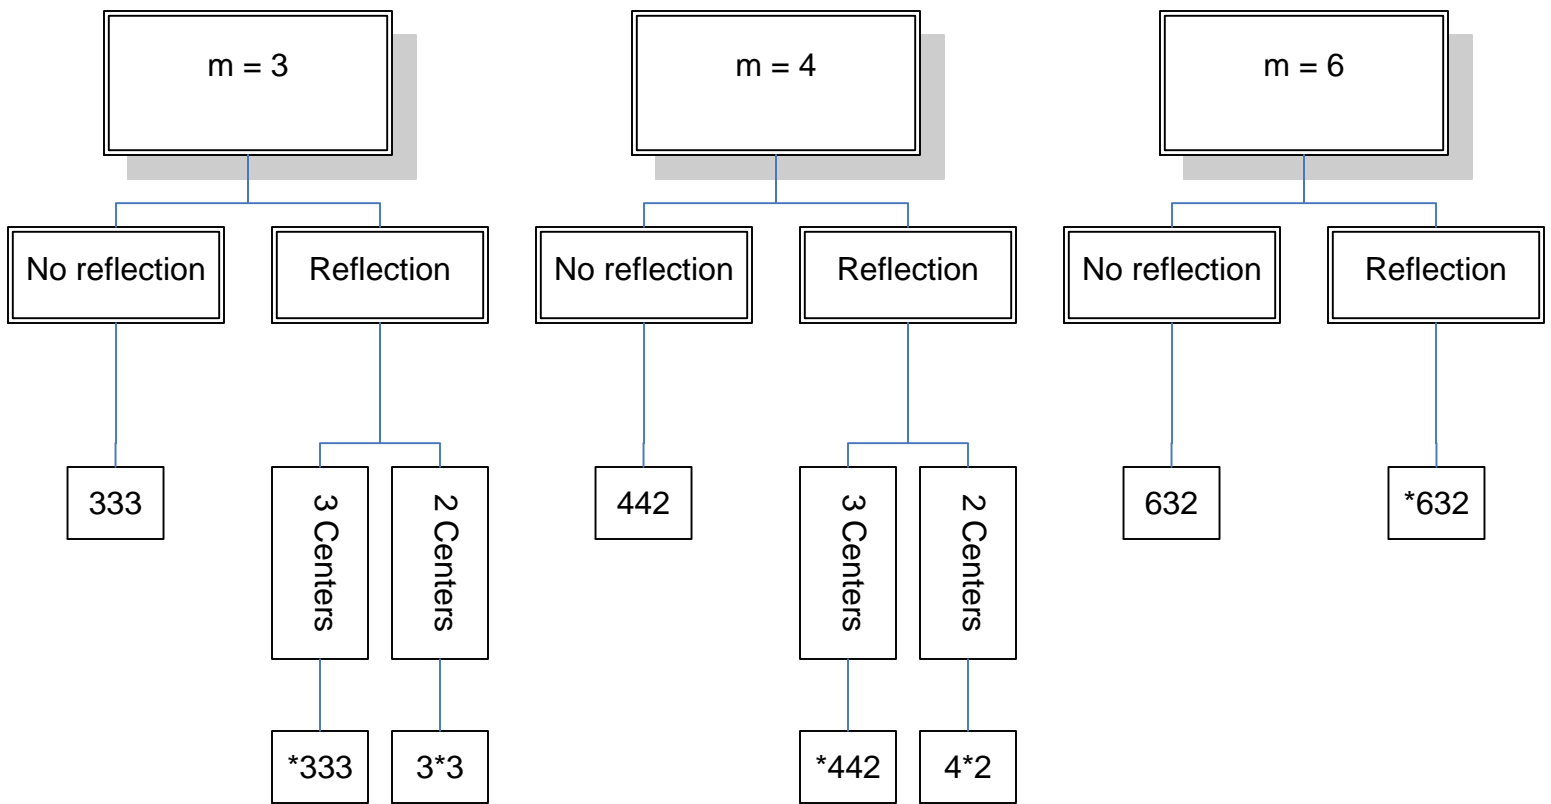 m = 3
m = 4
m = 6
No reflection
Reflection
No reflection
Reflection
No reflection
Reflection
333
3 Centers
2 Centers
442
3 Centers
2 Centers
632
*632
*333
3*3
*442
4*2